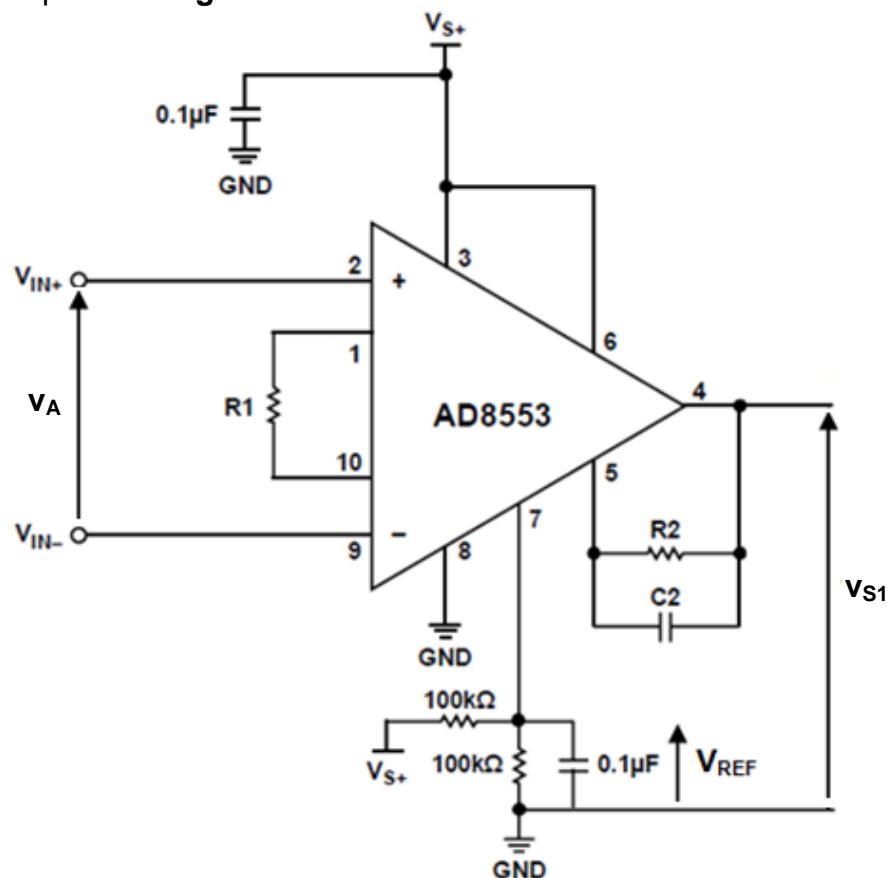 V_S+
0.1µF
GND
V_IN+
2
+
3
1
6
v_A
R1
AD8553
4
10
5
7
V_IN–
9
–
8
R2
C2
v_S1
GND
100kΩ
V_S+
100kΩ
0.1µF
V_REF
GND